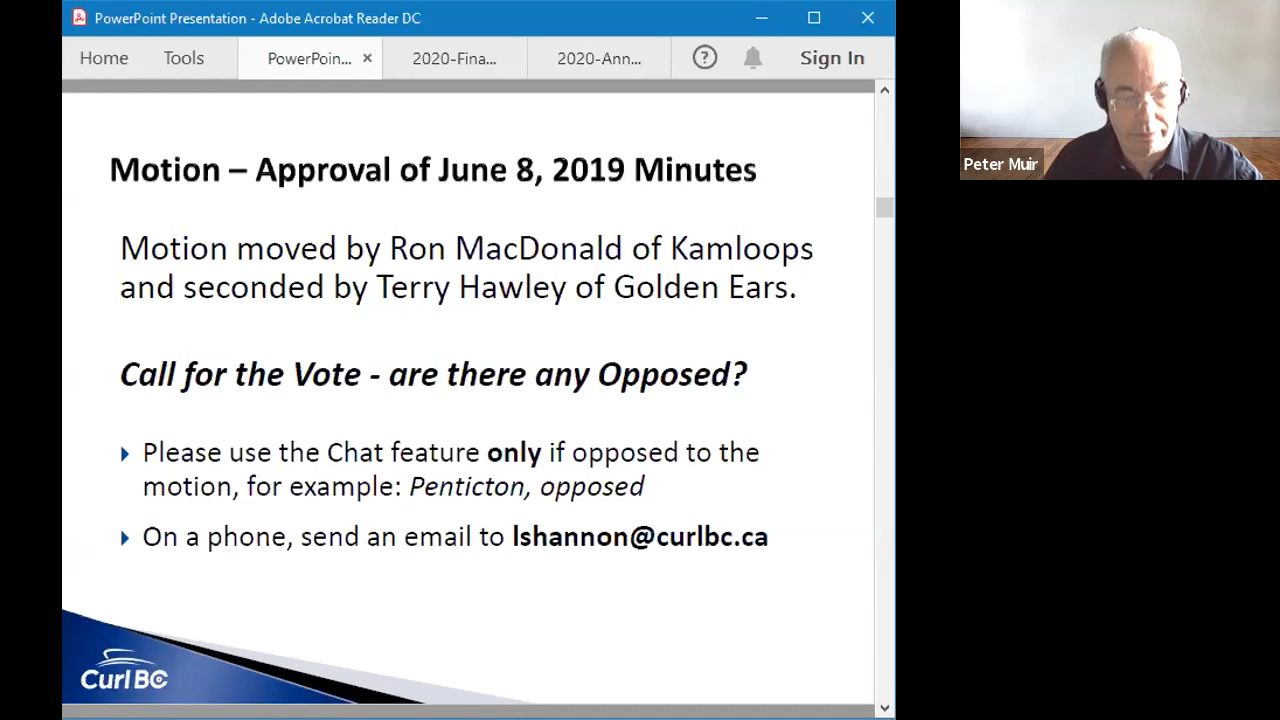 PowerPoint Presentation - Adobe Acrobat Reader DC
Home Tools PowerPoin... × 2020-Fina... 2020-Ann... ? Sign In
Motion – Approval of June 8, 2019 Minutes
Motion moved by Ron MacDonald of Kamloops
and seconded by Terry Hawley of Golden Ears.
Call for the Vote - are there any Opposed?
Please use the Chat feature only if opposed to the
motion, for example: Penticton, opposed
On a phone, send an email to lshannon@curlbc.ca
Curl BC
Peter Muir